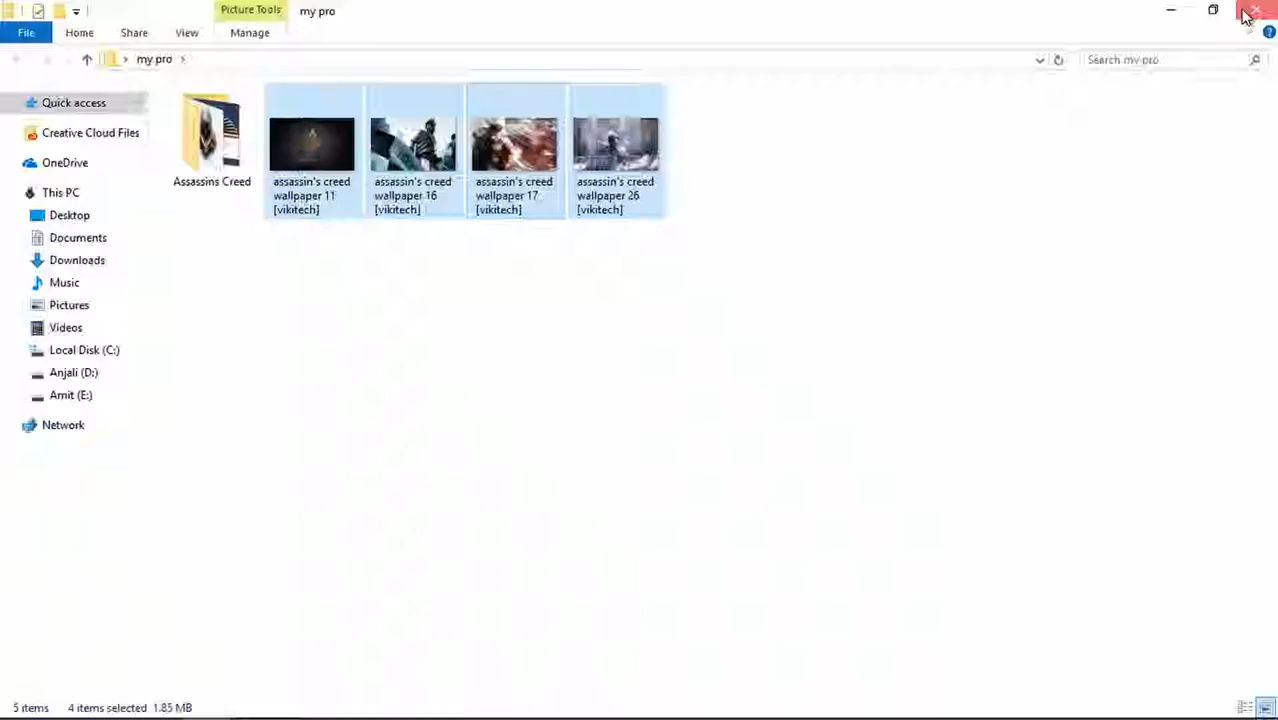 Picture Tools
my pro
File
Home
Share
View
Manage
my pro
Search my pro
Quick access
Creative Cloud Files
OneDrive
This PC
Desktop
Documents
Downloads
Music
Pictures
Videos
Local Disk (C:)
Anjali (D:)
Amit (E:)
Network
Assassins Creed
assassin's creed
wallpaper 11
[vikitech]
assassin's creed
wallpaper 16
[vikitech]
assassin's creed
wallpaper 17
[vikitech]
assassin's creed
wallpaper 26
[vikitech]
5 items
4 items selected 1.85 MB